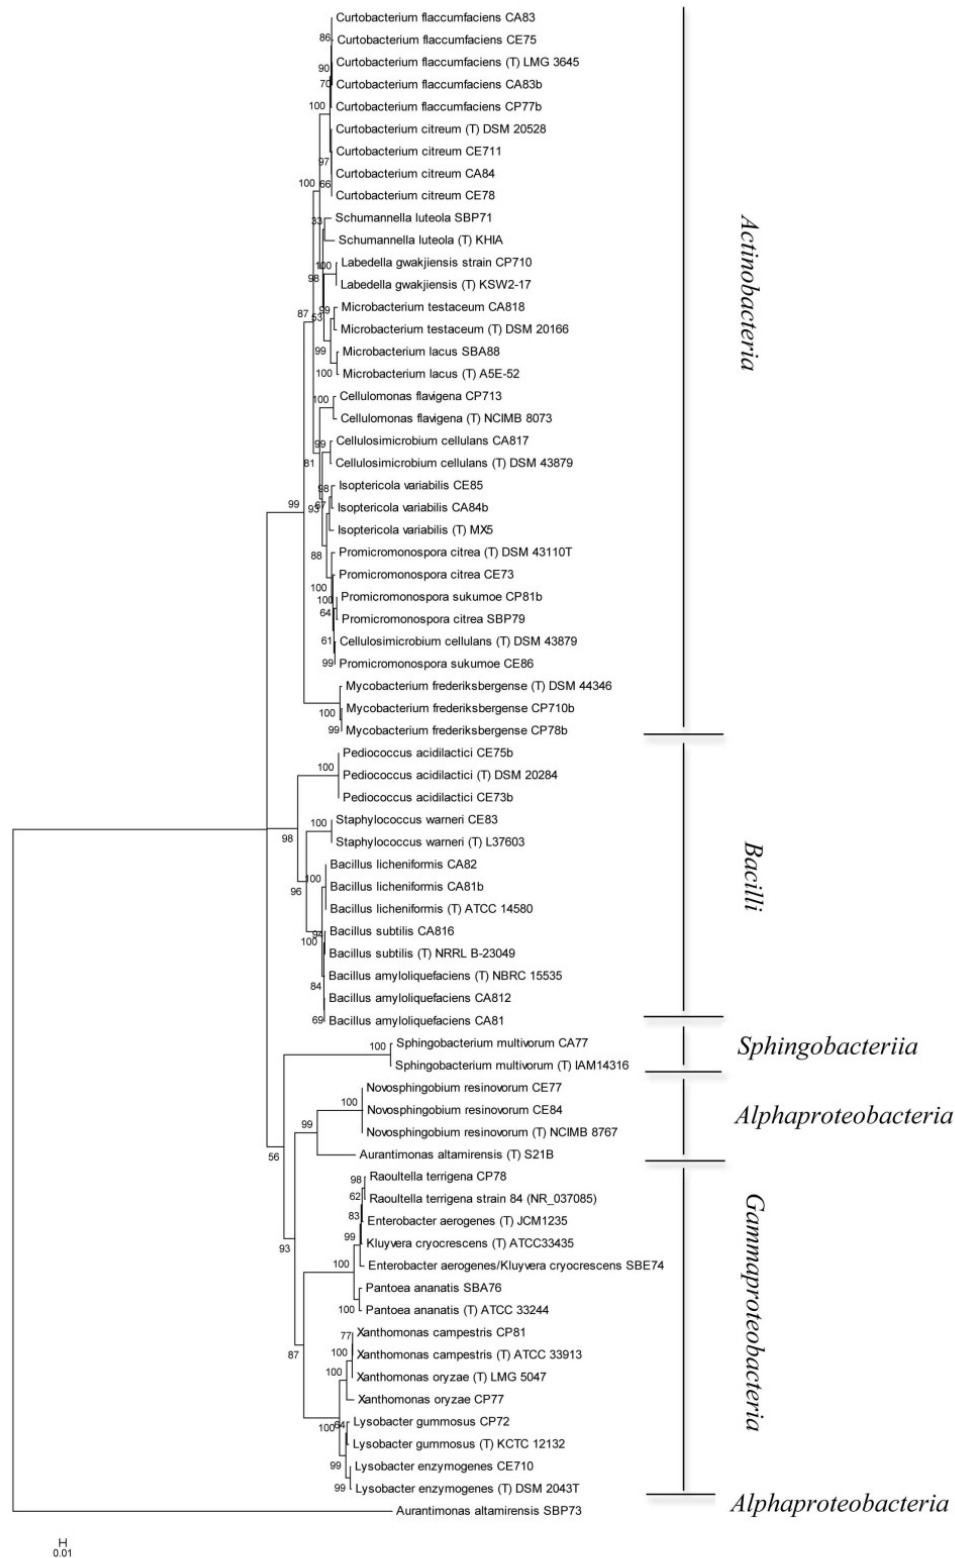 Curtobacterium flaccumfaciens CA83
86
Curtobacterium flaccumfaciens CE75
Curtobacterium flaccumfaciens (T) LMG 3645
90
70
Curtobacterium flaccumfaciens CA83b
100
Curtobacterium flaccumfaciens CP77b
Curtobacterium citreum (T) DSM 20528
Curtobacterium citreum CE711
97
Curtobacterium citreum CA84
100
66
Curtobacterium citreum CE78
33
Schumannella luteola SBP71
Schumannella luteola (T) KHIA
100
Labedella gwakjiensis strain CP710
98
Labedella gwakjiensis (T) KSW2-17
99
Microbacterium testaceum CA818
87
53
Microbacterium testaceum (T) DSM 20166
99
Microbacterium lacus SBA88
100
Microbacterium lacus (T) A5E-52
100
Cellulomonas flavigena CP713
Cellulomonas flavigena (T) NCIMB 8073
99
Cellulosimicrobium cellulans CA817
81
Cellulosimicrobium cellulans (T) DSM 43879
98
Isoptericola variabilis CE85
99
93
67
Isoptericola variabilis CA84b
Isoptericola variabilis (T) MX5
88
Promicromonospora citrea (T) DSM 43110T
Promicromonospora citrea CE73
100
100
Promicromonospora sukumoe CP81b
64
Promicromonospora citrea SBP79
61
Cellulosimicrobium cellulans (T) DSM 43879
99
Promicromonospora sukumoe CE86
Mycobacterium frederiksbergense (T) DSM 44346
100
Mycobacterium frederiksbergense CP710b
99
Mycobacterium frederiksbergense CP78b
Actinobacteria
Pediococcus acidilactici CE75b
100
Pediococcus acidilactici (T) DSM 20284
Pediococcus acidilactici CE73b
100
Staphylococcus warneri CE83
98
Staphylococcus warneri (T) L37603
Bacillus licheniformis CA82
100
96
Bacillus licheniformis CA81b
Bacillus licheniformis (T) ATCC 14580
94
Bacillus subtilis CA816
100
Bacillus subtilis (T) NRRL B-23049
Bacillus amyloliquefaciens (T) NBRC 15535
84
Bacillus amyloliquefaciens CA812
69
Bacillus amyloliquefaciens CA81
Bacilli
100
Sphingobacterium multivorum CA77
Sphingobacterium multivorum (T) IAM14316
Sphingobacteriia
Novosphingobium resinovorum CE77
100
Novosphingobium resinovorum CE84
99
Novosphingobium resinovorum (T) NCIMB 8767
56
Aurantimonas altamirensis (T) S21B
Alphaproteobacteria
98
Raoultella terrigena CP78
62
Raoultella terrigena strain 84 (NR_037085)
83
Enterobacter aerogenes (T) JCM1235
99
93
Kluyvera cryocrescens (T) ATCC33435
100
Enterobacter aerogenes/Kluyvera cryocrescens SBE74
Pantoea ananatis SBA76
100
Pantoea ananatis (T) ATCC 33244
77
Xanthomonas campestris CP81
87
100
Xanthomonas campestris (T) ATCC 33913
100
Xanthomonas oryzae (T) LMG 5047
Xanthomonas oryzae CP77
100
64
Lysobacter gummosus CP72
Lysobacter gummosus (T) KCTC 12132
99
Lysobacter enzymogenes CE710
99
Lysobacter enzymogenes (T) DSM 2043T
Gammaproteobacteria
Aurantimonas altamirensis SBP73
Alphaproteobacteria
0.01